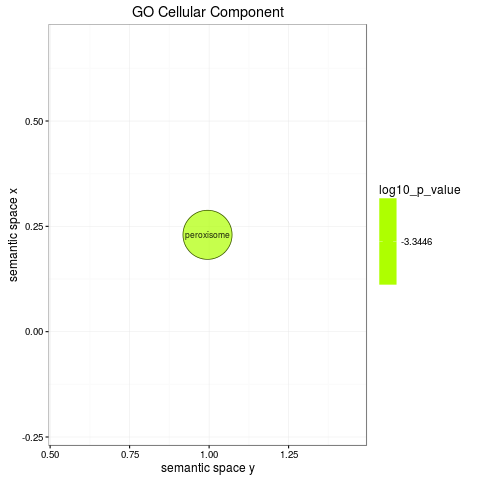 GO Cellular Component
semantic space x
0.50
0.25
0.00
-0.25
peroxisome
0.50
0.75
1.00
1.25
semantic space y
log10_p_value
-3.3446